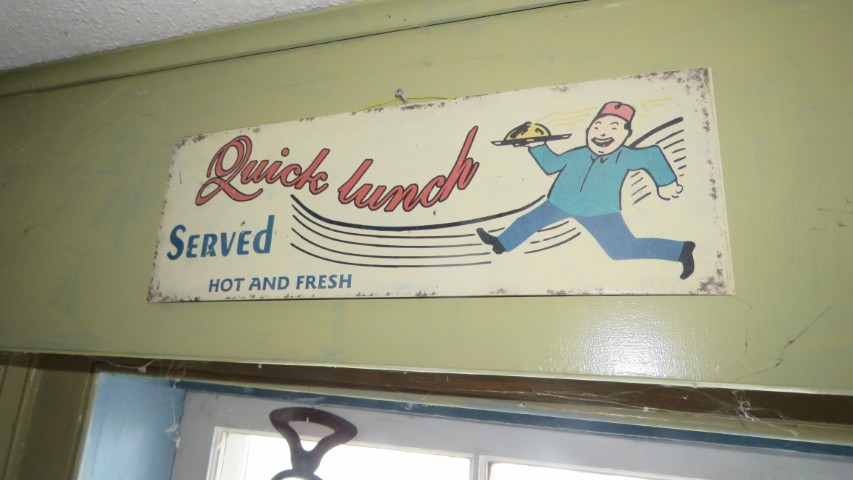 Quick lunch
SERVED
HOT AND FRESH